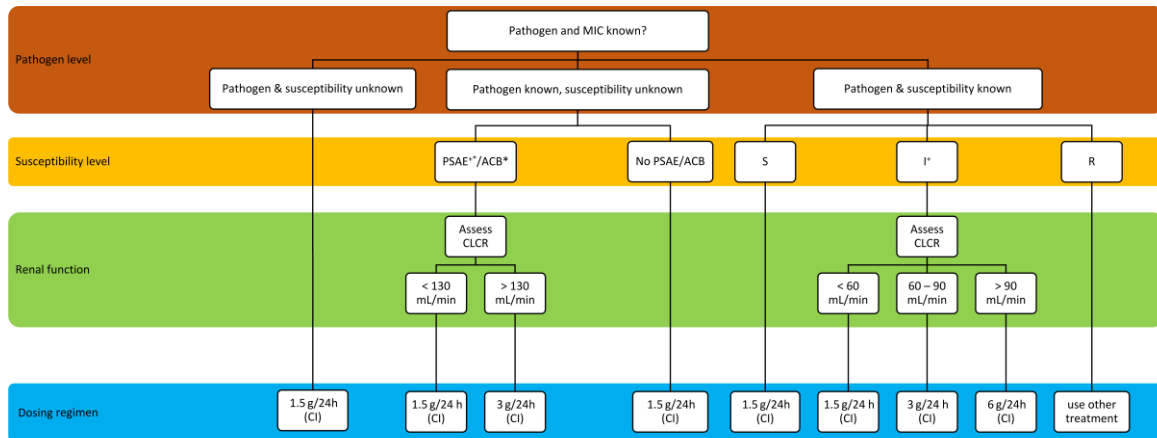 Pathogen level
Pathogen and MIC known?
Pathogen & susceptibility unknown
Pathogen known, susceptibility unknown
Pathogen & susceptibility known
Susceptibility level
PSAE⁺*/ACB*
No PSAE/ACB
S
I⁺
R
Renal function
Assess
CLCR
< 130
mL/min
> 130
mL/min
Assess
CLCR
< 60
mL/min
60 – 90
mL/min
> 90
mL/min
Dosing regimen
1.5 g/24h
(CI)
1.5 g/24 h
(CI)
3 g/24h
(CI)
1.5 g/24h
(CI)
1.5 g/24h
(CI)
1.5 g/24 h
(CI)
3 g/24 h
(CI)
6 g/24h
(CI)
use other
treatment